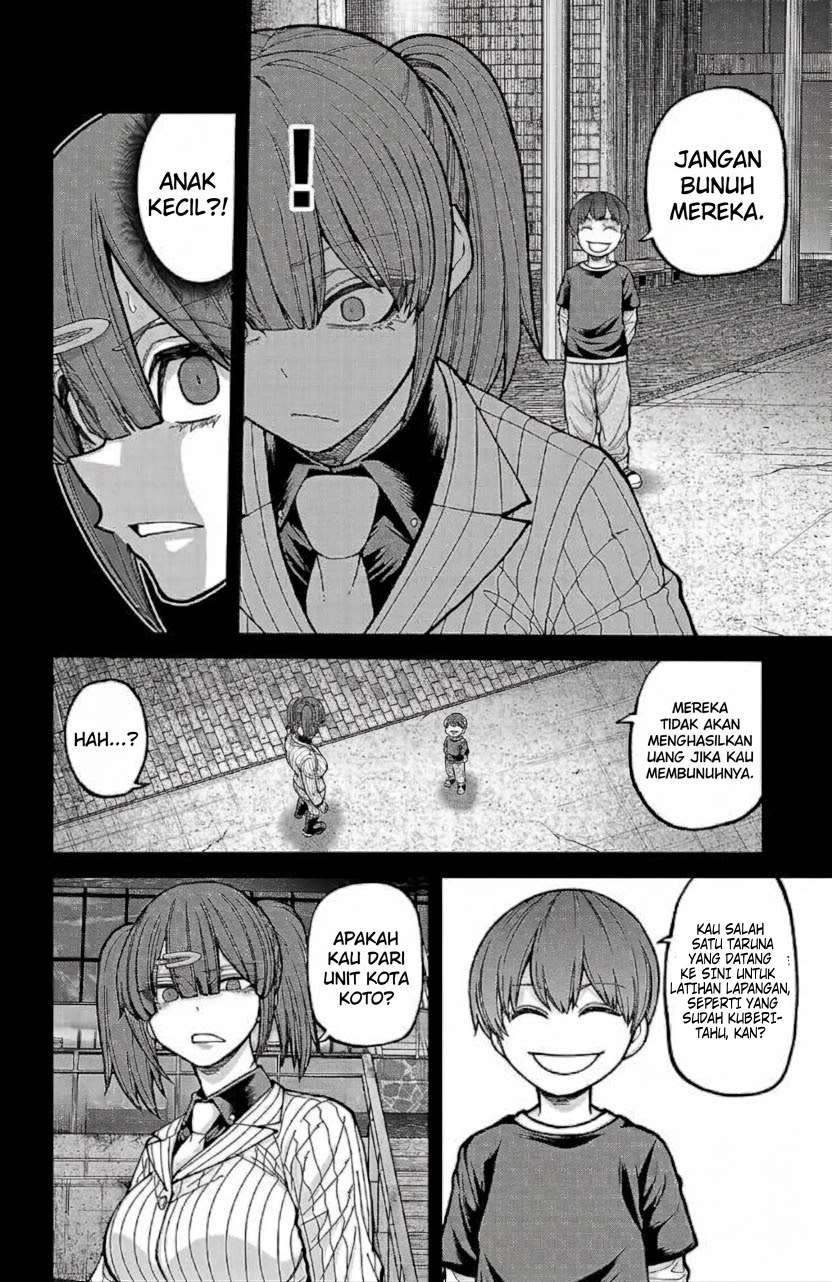 JANGAN
BUNUH
MEREKA.
!
ANAK
KECIL?!
MEREKA
TIDAK AKAN
MENGHASILKAN
UANG JIKA KAU
MEMBUNUHNYA.
HAH...?
KAU SALAH
SATU TARUNA
YANG DATANG
KE SINI UNTUK
LATIHAN LAPANGAN,
SEPERTI YANG
SUDAH KUBERI-
TAHU, KAN?
APAKAH
KAU DARI
UNIT KOTA
KOTO?